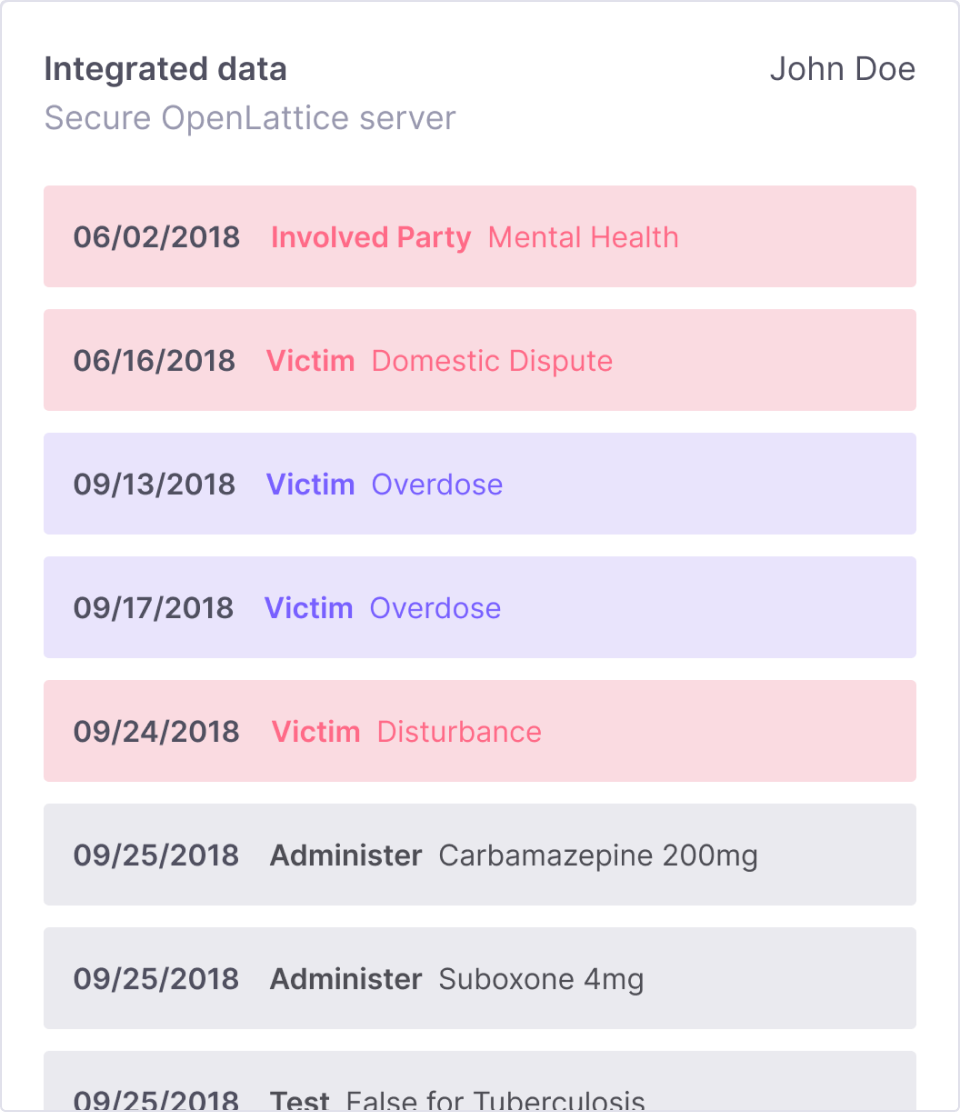 Integrated data
John Doe
Secure OpenLattice server
06/02/2018 Involved Party Mental Health
06/16/2018 Victim Domestic Dispute
09/13/2018 Victim Overdose
09/17/2018 Victim Overdose
09/24/2018 Victim Disturbance
09/25/2018 Administer Carbamazepine 200mg
09/25/2018 Administer Suboxone 4mg
09/25/2018 Test False for Tuberculosis